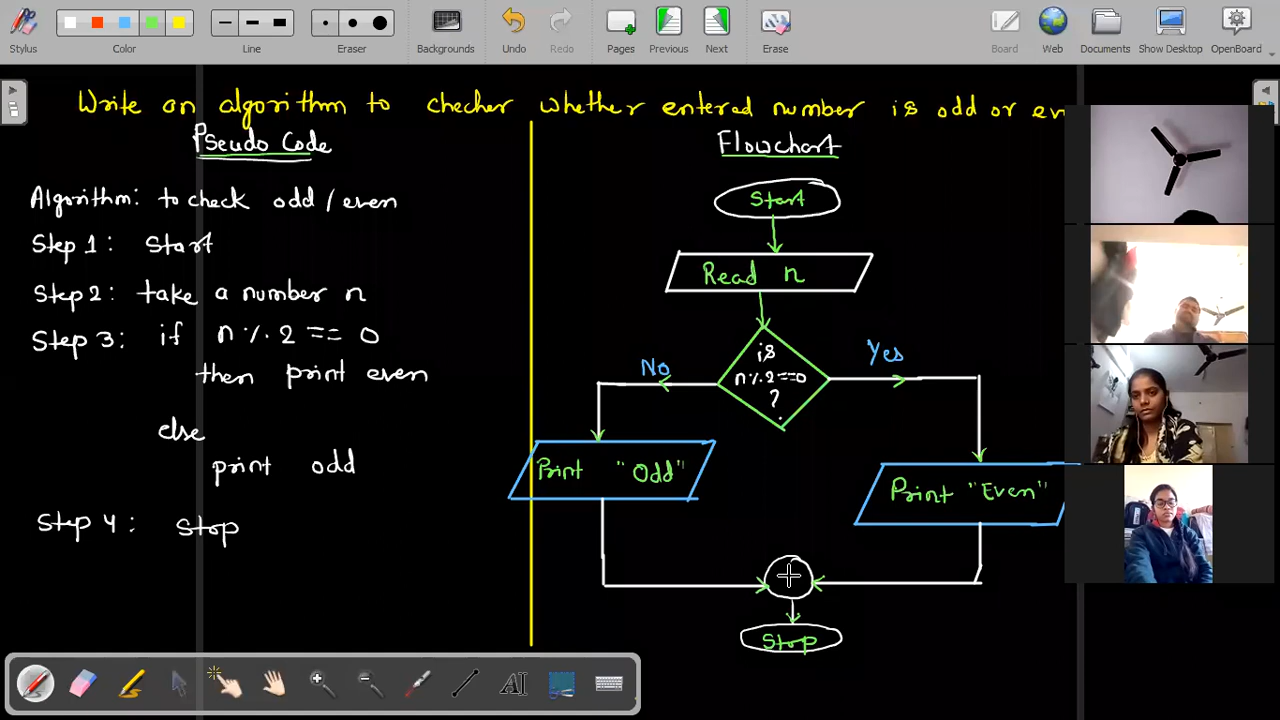 Stylus
Color
Line
Eraser
Backgrounds
Undo
Redo
Pages
Previous
Next
Erase
Board
Web
Documents
Show Desktop
OpenBoard
Write an algorithm to checher whether entered number is odd or
Pseudo Code
Algorithm: to check odd / even
Step 1: Start
Step 2: take a number n
Step 3: if n % 2 == 0
then print even
else
print odd
Step 4: Stop
Flowchart
Start
Read n
is
n % 2 ==0
?
No
Yes
Print "Odd"
Print "Even"
Stop
AI